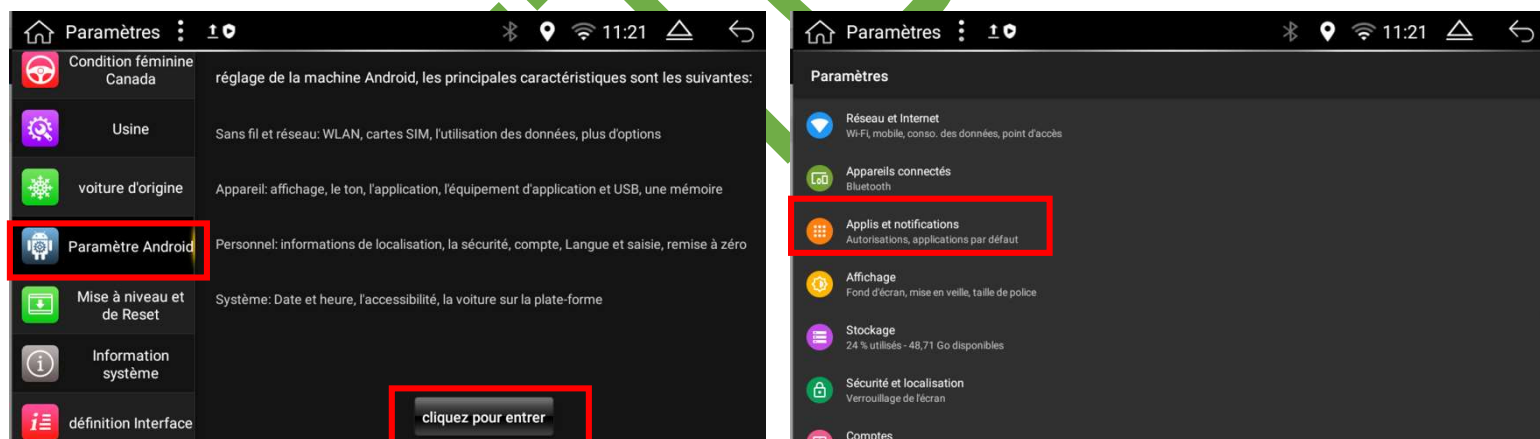 Paramètres
11:21
Condition féminine
Canada
Usine
voiture d'origine
Paramètre Android
Mise à niveau et
de Reset
Information
système
définition Interface
réglage de la machine Android, les principales caractéristiques sont les suivantes:
Sans fil et réseau: WLAN, cartes SIM, l'utilisation des données, plus d'options
Appareil: affichage, le ton, l'application, l'équipement d'application et USB, une mémoire
Personnel: informations de localisation, la sécurité, compte, Langue et saisie, remise à zéro
Système: Date et heure, l'accessibilité, la voiture sur la plate-forme
cliquez pour entrer
Paramètres
11:21
Paramètres
Réseau et Internet
Wi-Fi, mobile, conso. des données, point d'accès
Appareils connectés
Bluetooth
Applis et notifications
Autorisations, applications par défaut
Affichage
Fond d'écran, mise en veille, taille de police
Stockage
24 % utilisés - 48,71 Go disponibles
Sécurité et localisation
Verrouillage de l'écran
Comptes